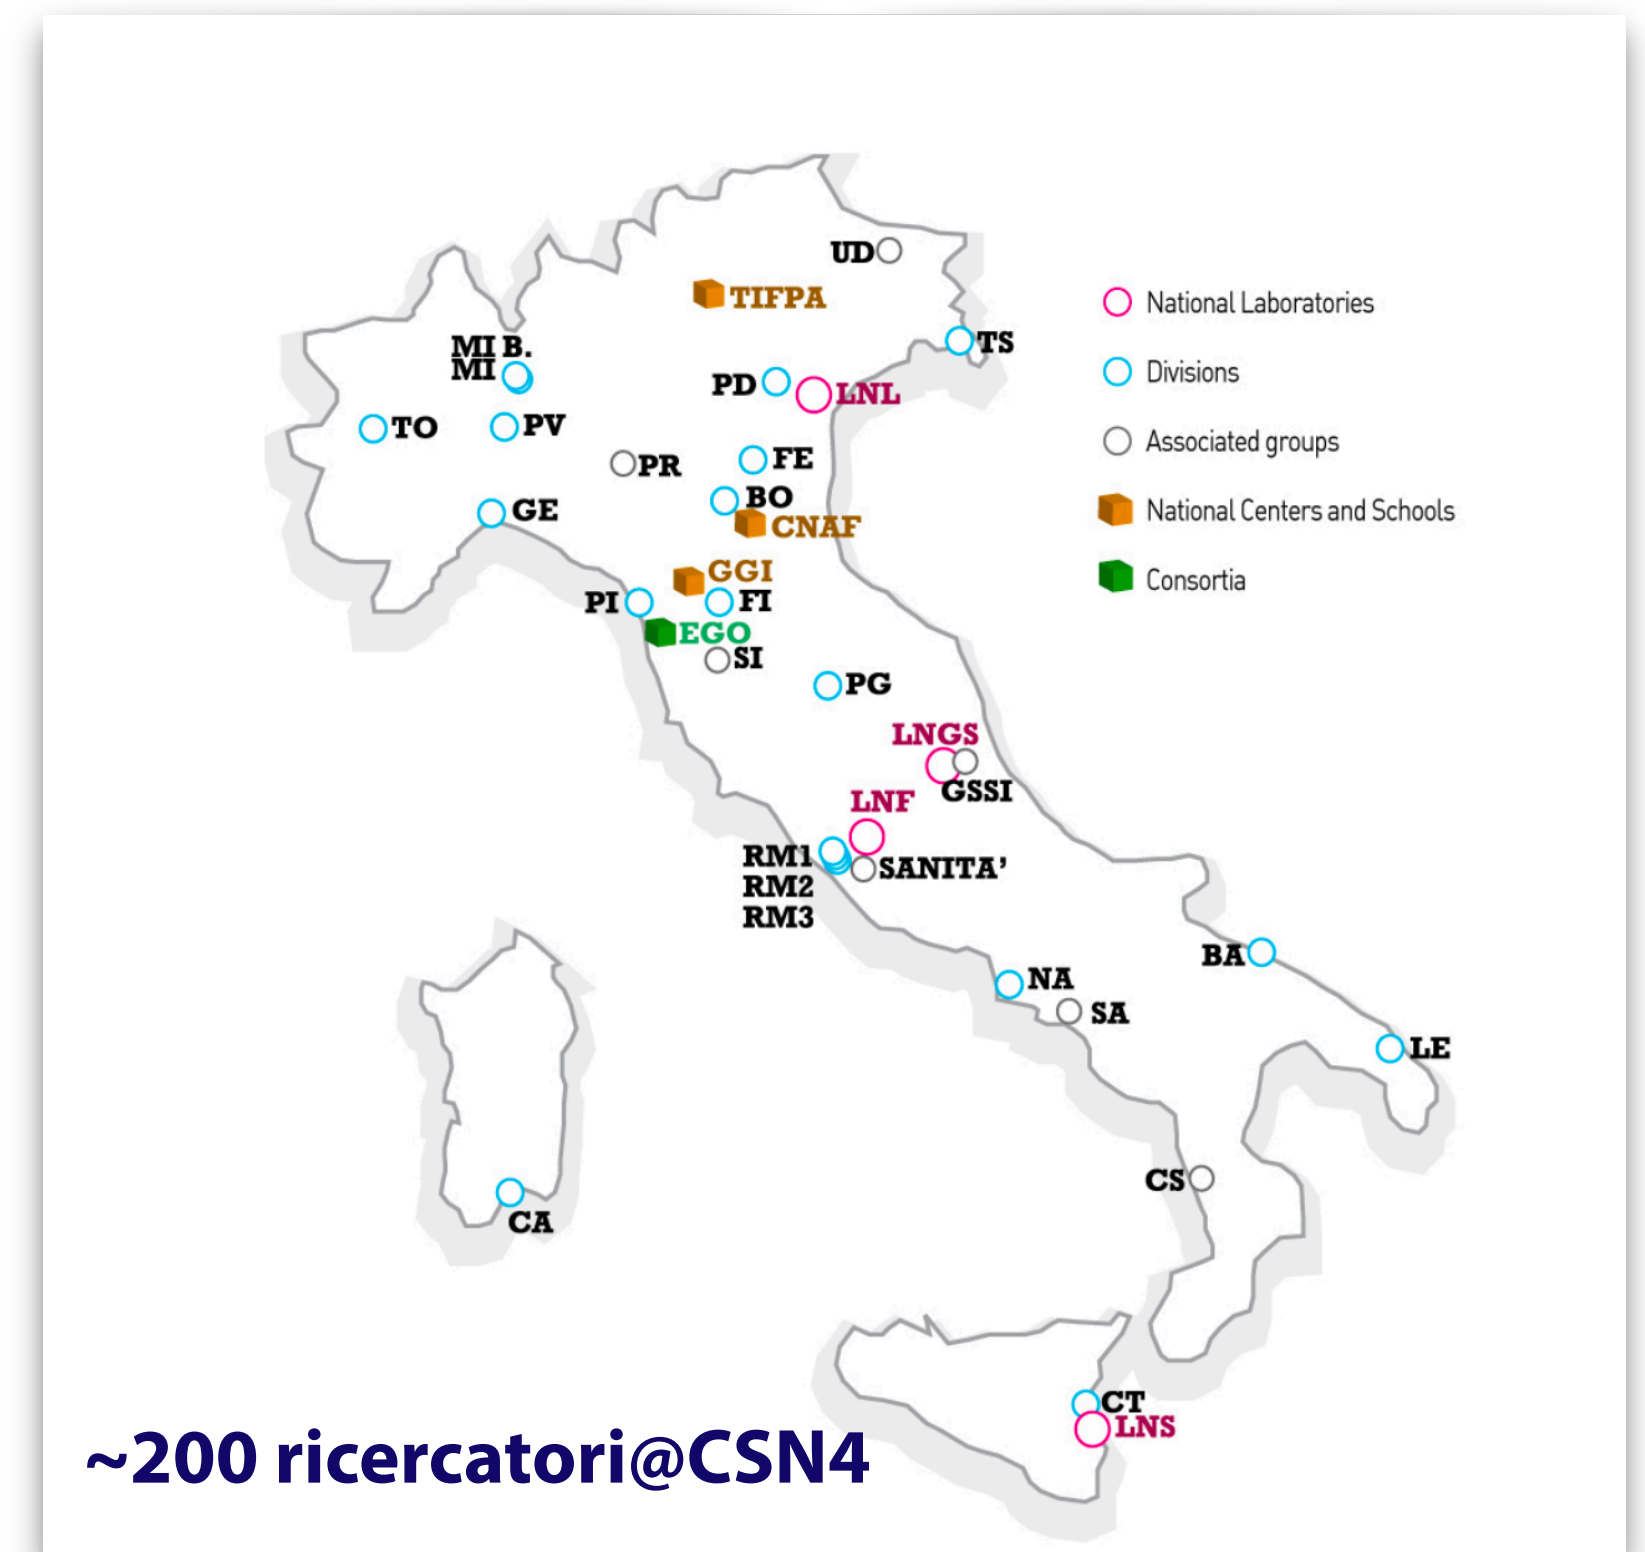 UD
TIFPA
MI B.
MI
TS
PD
LNL
TO
PV
PR
FE
BO
CNAF
GE
GGI
PI
FI
EGO
SI
PG
LNGS
GSSI
LNF
RM1
SANITA’
RM2
RM3
BA
NA
SA
LE
CS
CA
CT
LNS
National Laboratories
Divisions
Associated groups
National Centers and Schools
Consortia
~200 ricercatori@CSN4